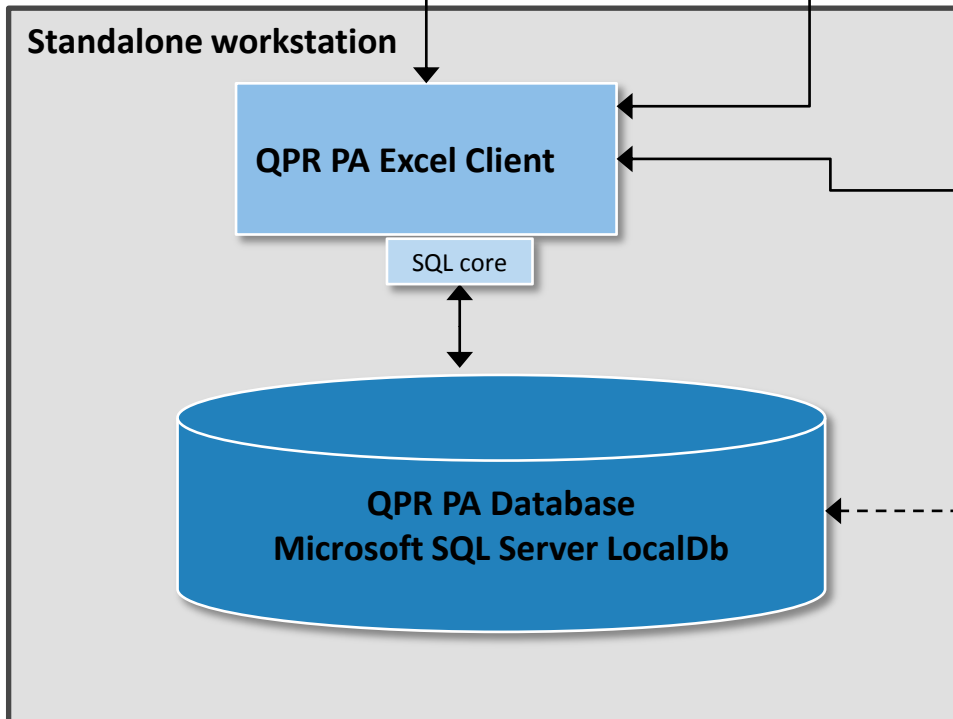 Standalone workstation
QPR PA Excel Client
SQL core
QPR PA Database
Microsoft SQL Server LocalDb